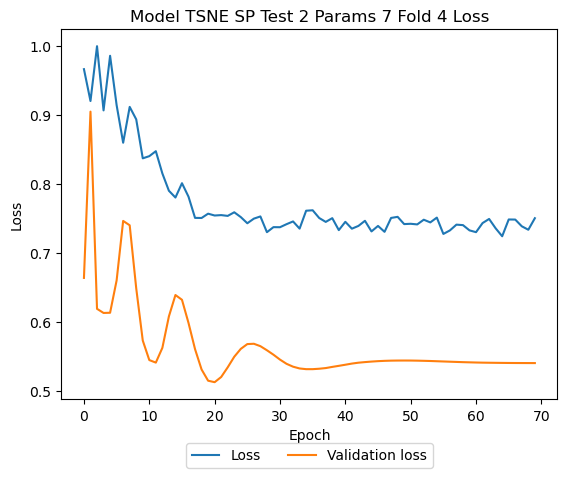 Model TSNE SP Test 2 Params 7 Fold 4 Loss
1.0
0.9
0.8
0.7
0.6
0.5
Loss
0 10 20 30 40 50 60 70
Epoch
Loss Validation loss